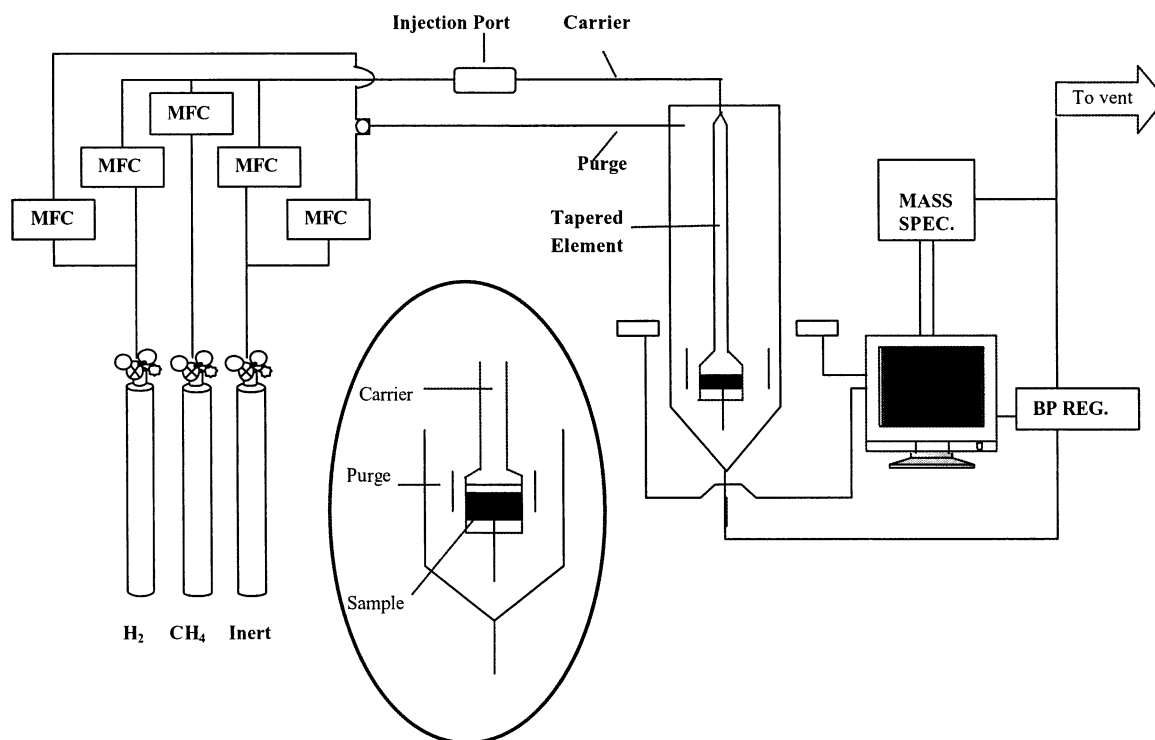 Injection Port
Carrier
MFC
MFC
MFC
MFC
MFC
Purge
To vent
Tapered
Element
MASS
SPEC.
BP REG.
Carrier
Purge
Sample
H₂
CH₄
Inert